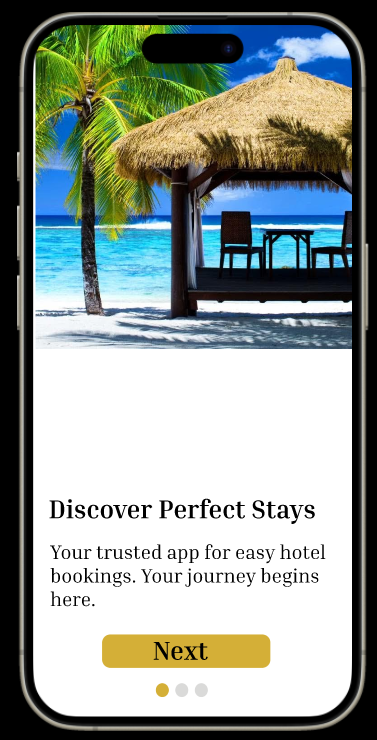 Discover Perfect Stays
Your trusted app for easy hotel
bookings. Your journey begins
here.
Next